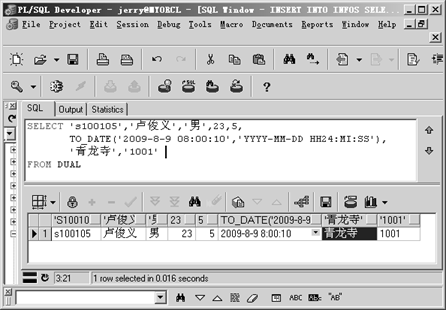 PL/SQL Developer - jerry@MYORCL - [SQL Window - INSERT INTO INFOS SELE...
File Project Edit Session Debug Tools Macro Documents Reports Window Help
SQL Output Statistics
SELECT 's100105','卢俊义','男',23,5,
TO_DATE('2009-8-9 08:00:10','YYYY-MM-DD HH24:MI:SS'),
'青龙寺','1001'
FROM DUAL
'S10010 '卢俊义' '男 23 5 TO_DATE('2009-8-9 '青龙寺' '1001'
1 s100105 卢俊义 男 23 5 2009-8-9 8:00:10 青龙寺 1001
3:21 1 row selected in 0.016 seconds
ABC "AB"